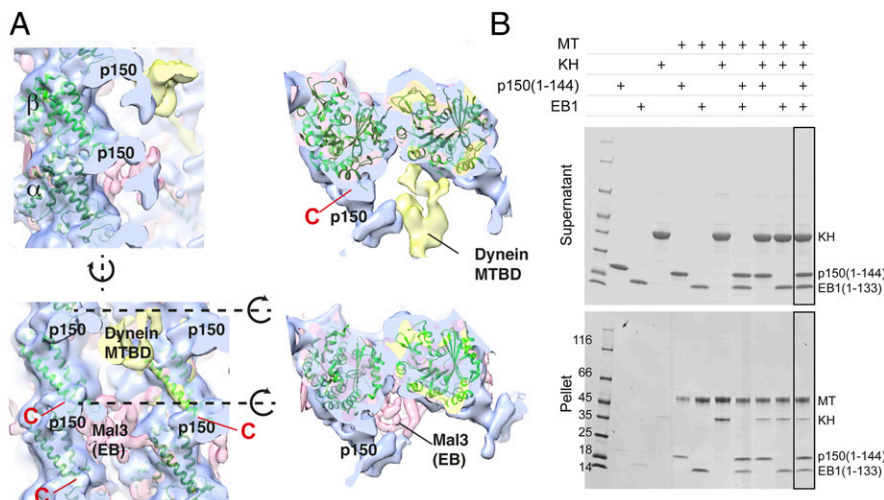 A
p150
β
p150
α
C
p150
Dynein
MTBD
p150
Dynein
MTBD
p150
C
p150
Mal3
(EB)
p150
C
C
p150
Mal3
(EB)
B
MT + + + + + + +
KH + + + + +
p150(1-144) + + + + +
EB1 + + + + +
Supernatant
KH
p150(1-144)
EB1(1-133)
Pellet
116
66
45
35
25
18
14
MT
KH
p150(1-144)
EB1(1-133)